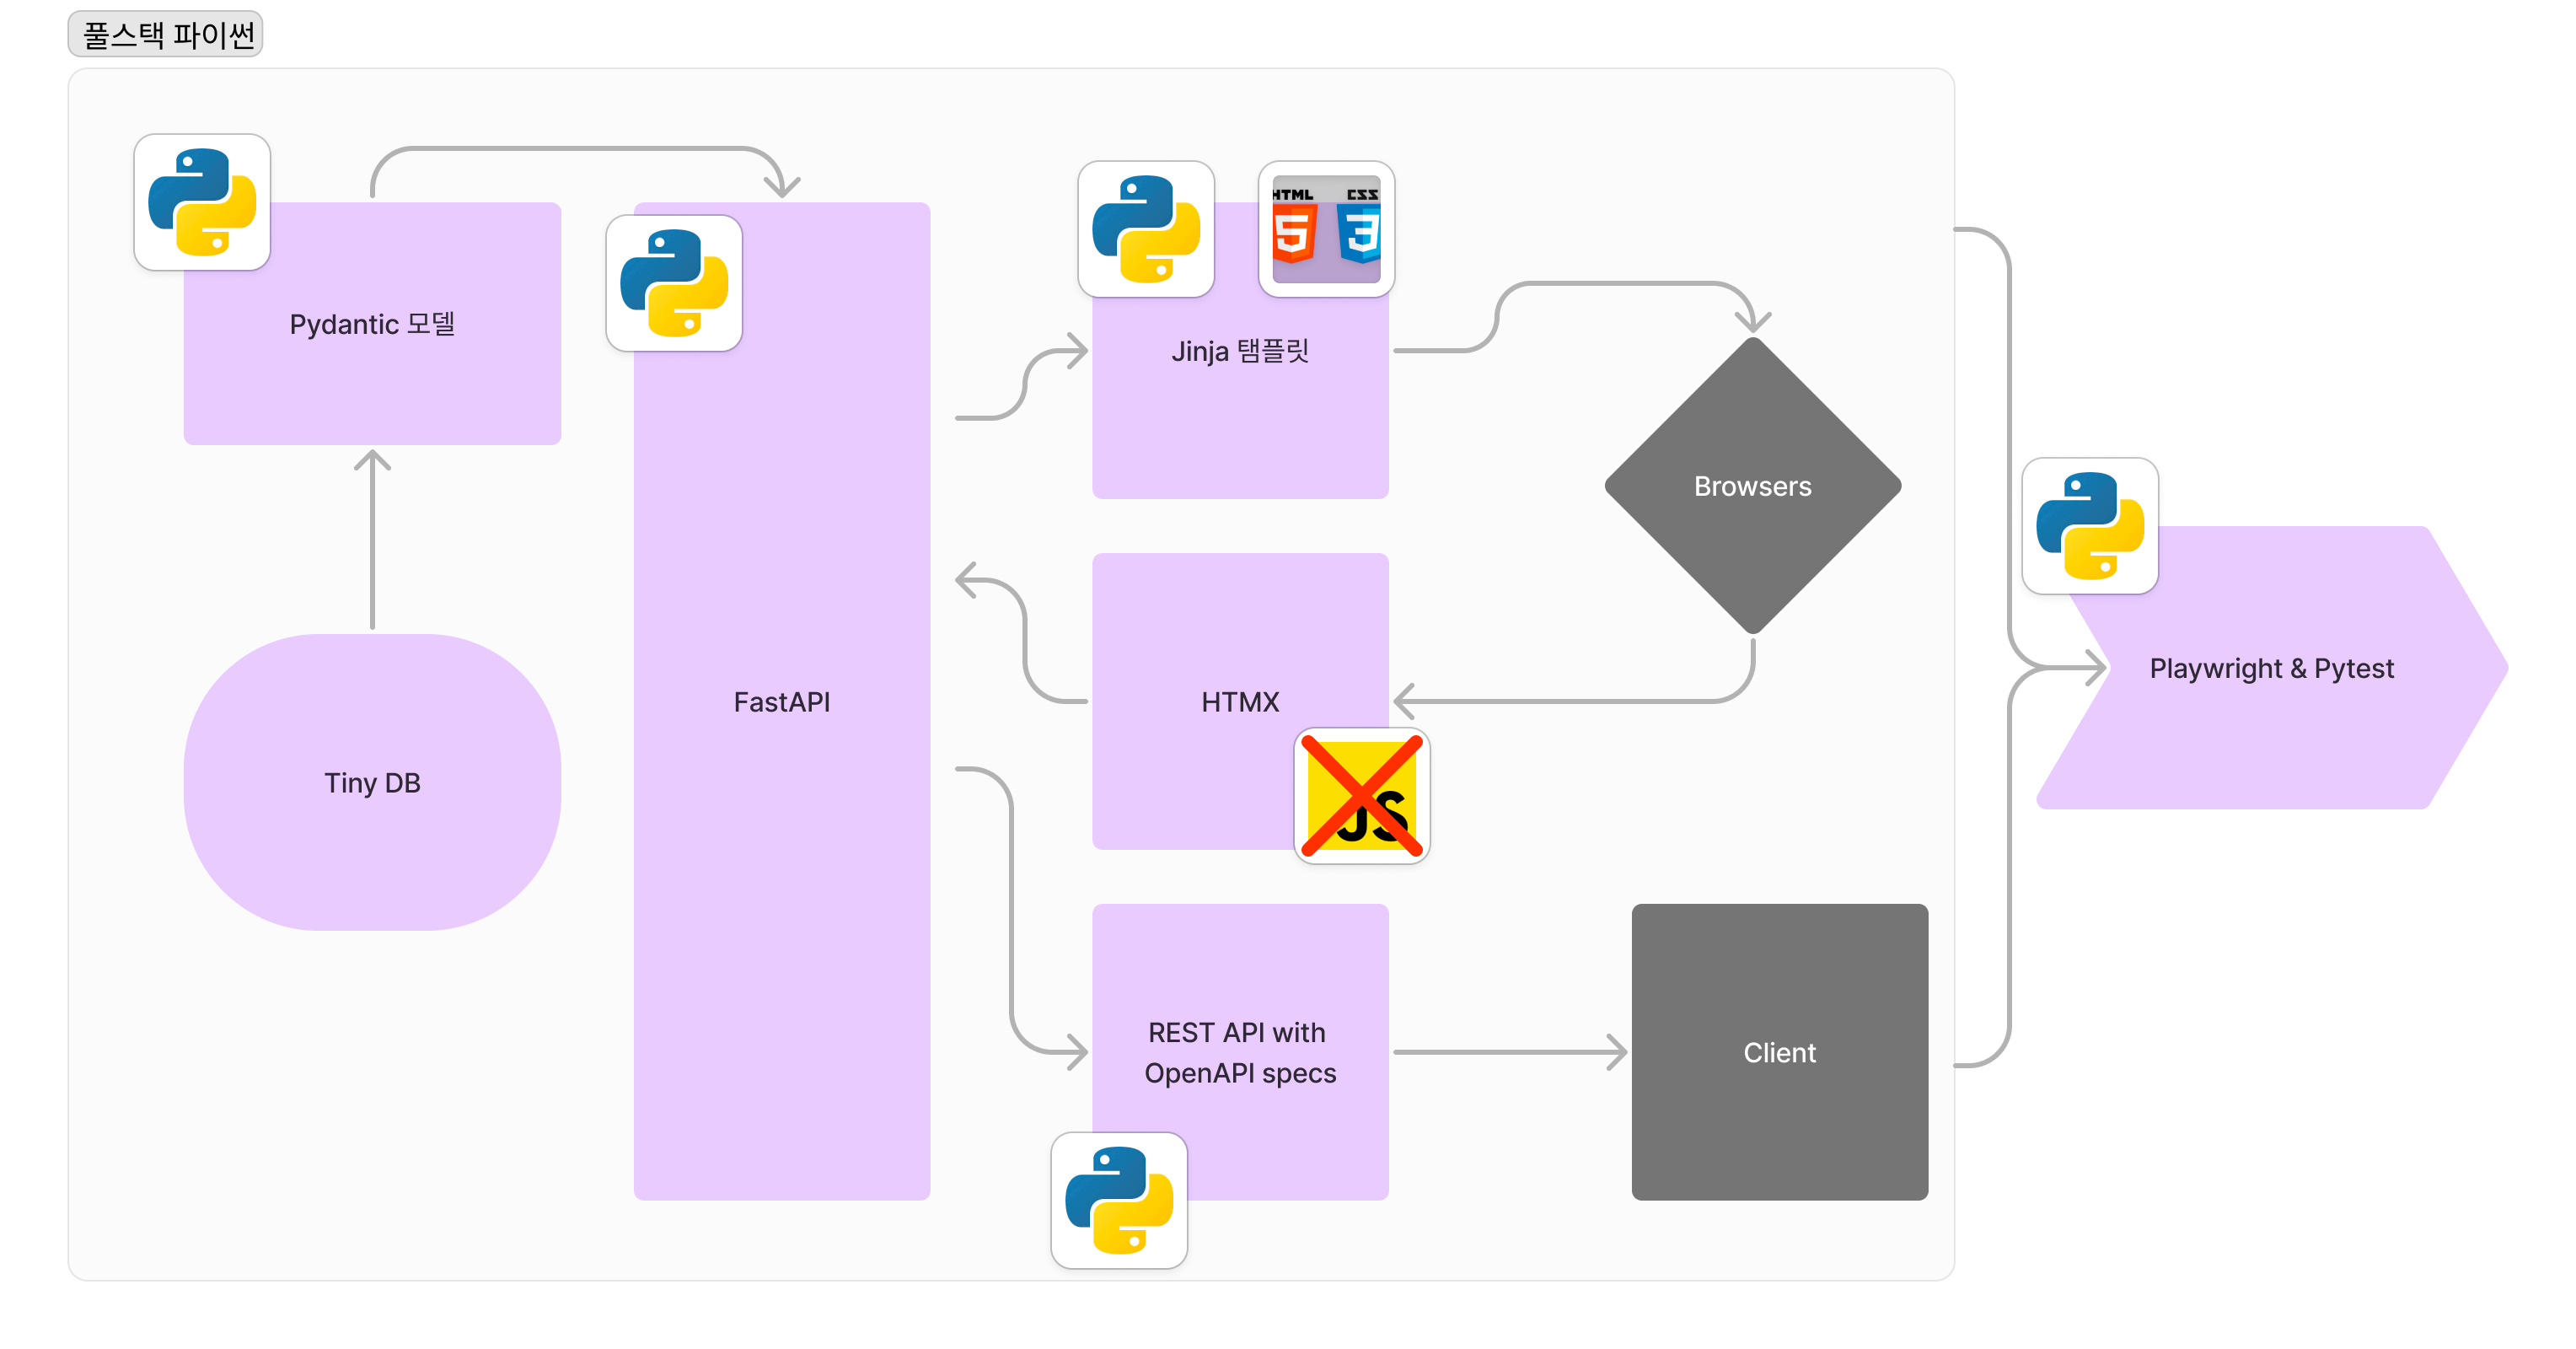 풀스택 파이썬
Pydantic 모델
Tiny DB
FastAPI
HTML CSS
Jinja 탬플릿
Browsers
HTMX
JS
REST API with
OpenAPI specs
Client
Playwright & Pytest